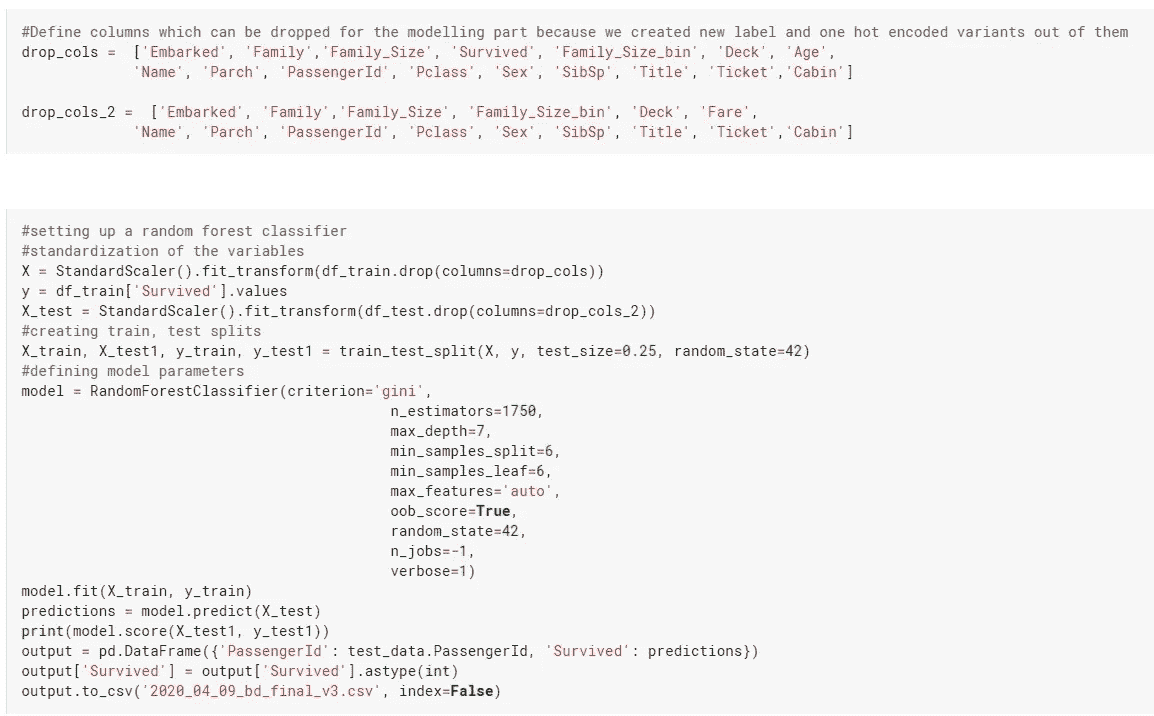 #Define columns which can be dropped for the modelling part because we created new label and one hot encoded variants out of them
drop_cols =  ['Embarked', 'Family','Family_Size', 'Survived', 'Family_Size_bin', 'Deck', 'Age',
             'Name', 'Parch', 'PassengerId', 'Pclass', 'Sex', 'SibSp', 'Title', 'Ticket','Cabin']
drop_cols_2 =  ['Embarked', 'Family','Family_Size', 'Family_Size_bin', 'Deck', 'Fare',
             'Name', 'Parch', 'PassengerId', 'Pclass', 'Sex', 'SibSp', 'Title', 'Ticket','Cabin']
#setting up a random forest classifier
#standardization of the variables
X = StandardScaler().fit_transform(df_train.drop(columns=drop_cols))
y = df_train['Survived'].values
X_test = StandardScaler().fit_transform(df_test.drop(columns=drop_cols_2))
#creating train, test splits
X_train, X_test1, y_train, y_test1 = train_test_split(X, y, test_size=0.25, random_state=42)
#defining model parameters
model = RandomForestClassifier(criterion='gini',
                                           n_estimators=1750,
                                           max_depth=7,
                                           min_samples_split=6,
                                           min_samples_leaf=6,
                                           max_features='auto',
                                           oob_score=True,
                                           random_state=42,
                                           n_jobs=-1,
                                           verbose=1)
model.fit(X_train, y_train)
predictions = model.predict(X_test)
print(model.score(X_test1, y_test1))
output = pd.DataFrame({'PassengerId': test_data.PassengerId, 'Survived': predictions})
output['Survived'] = output['Survived'].astype(int)
output.to_csv('2020_04_09_bd_final_v3.csv', index=False)